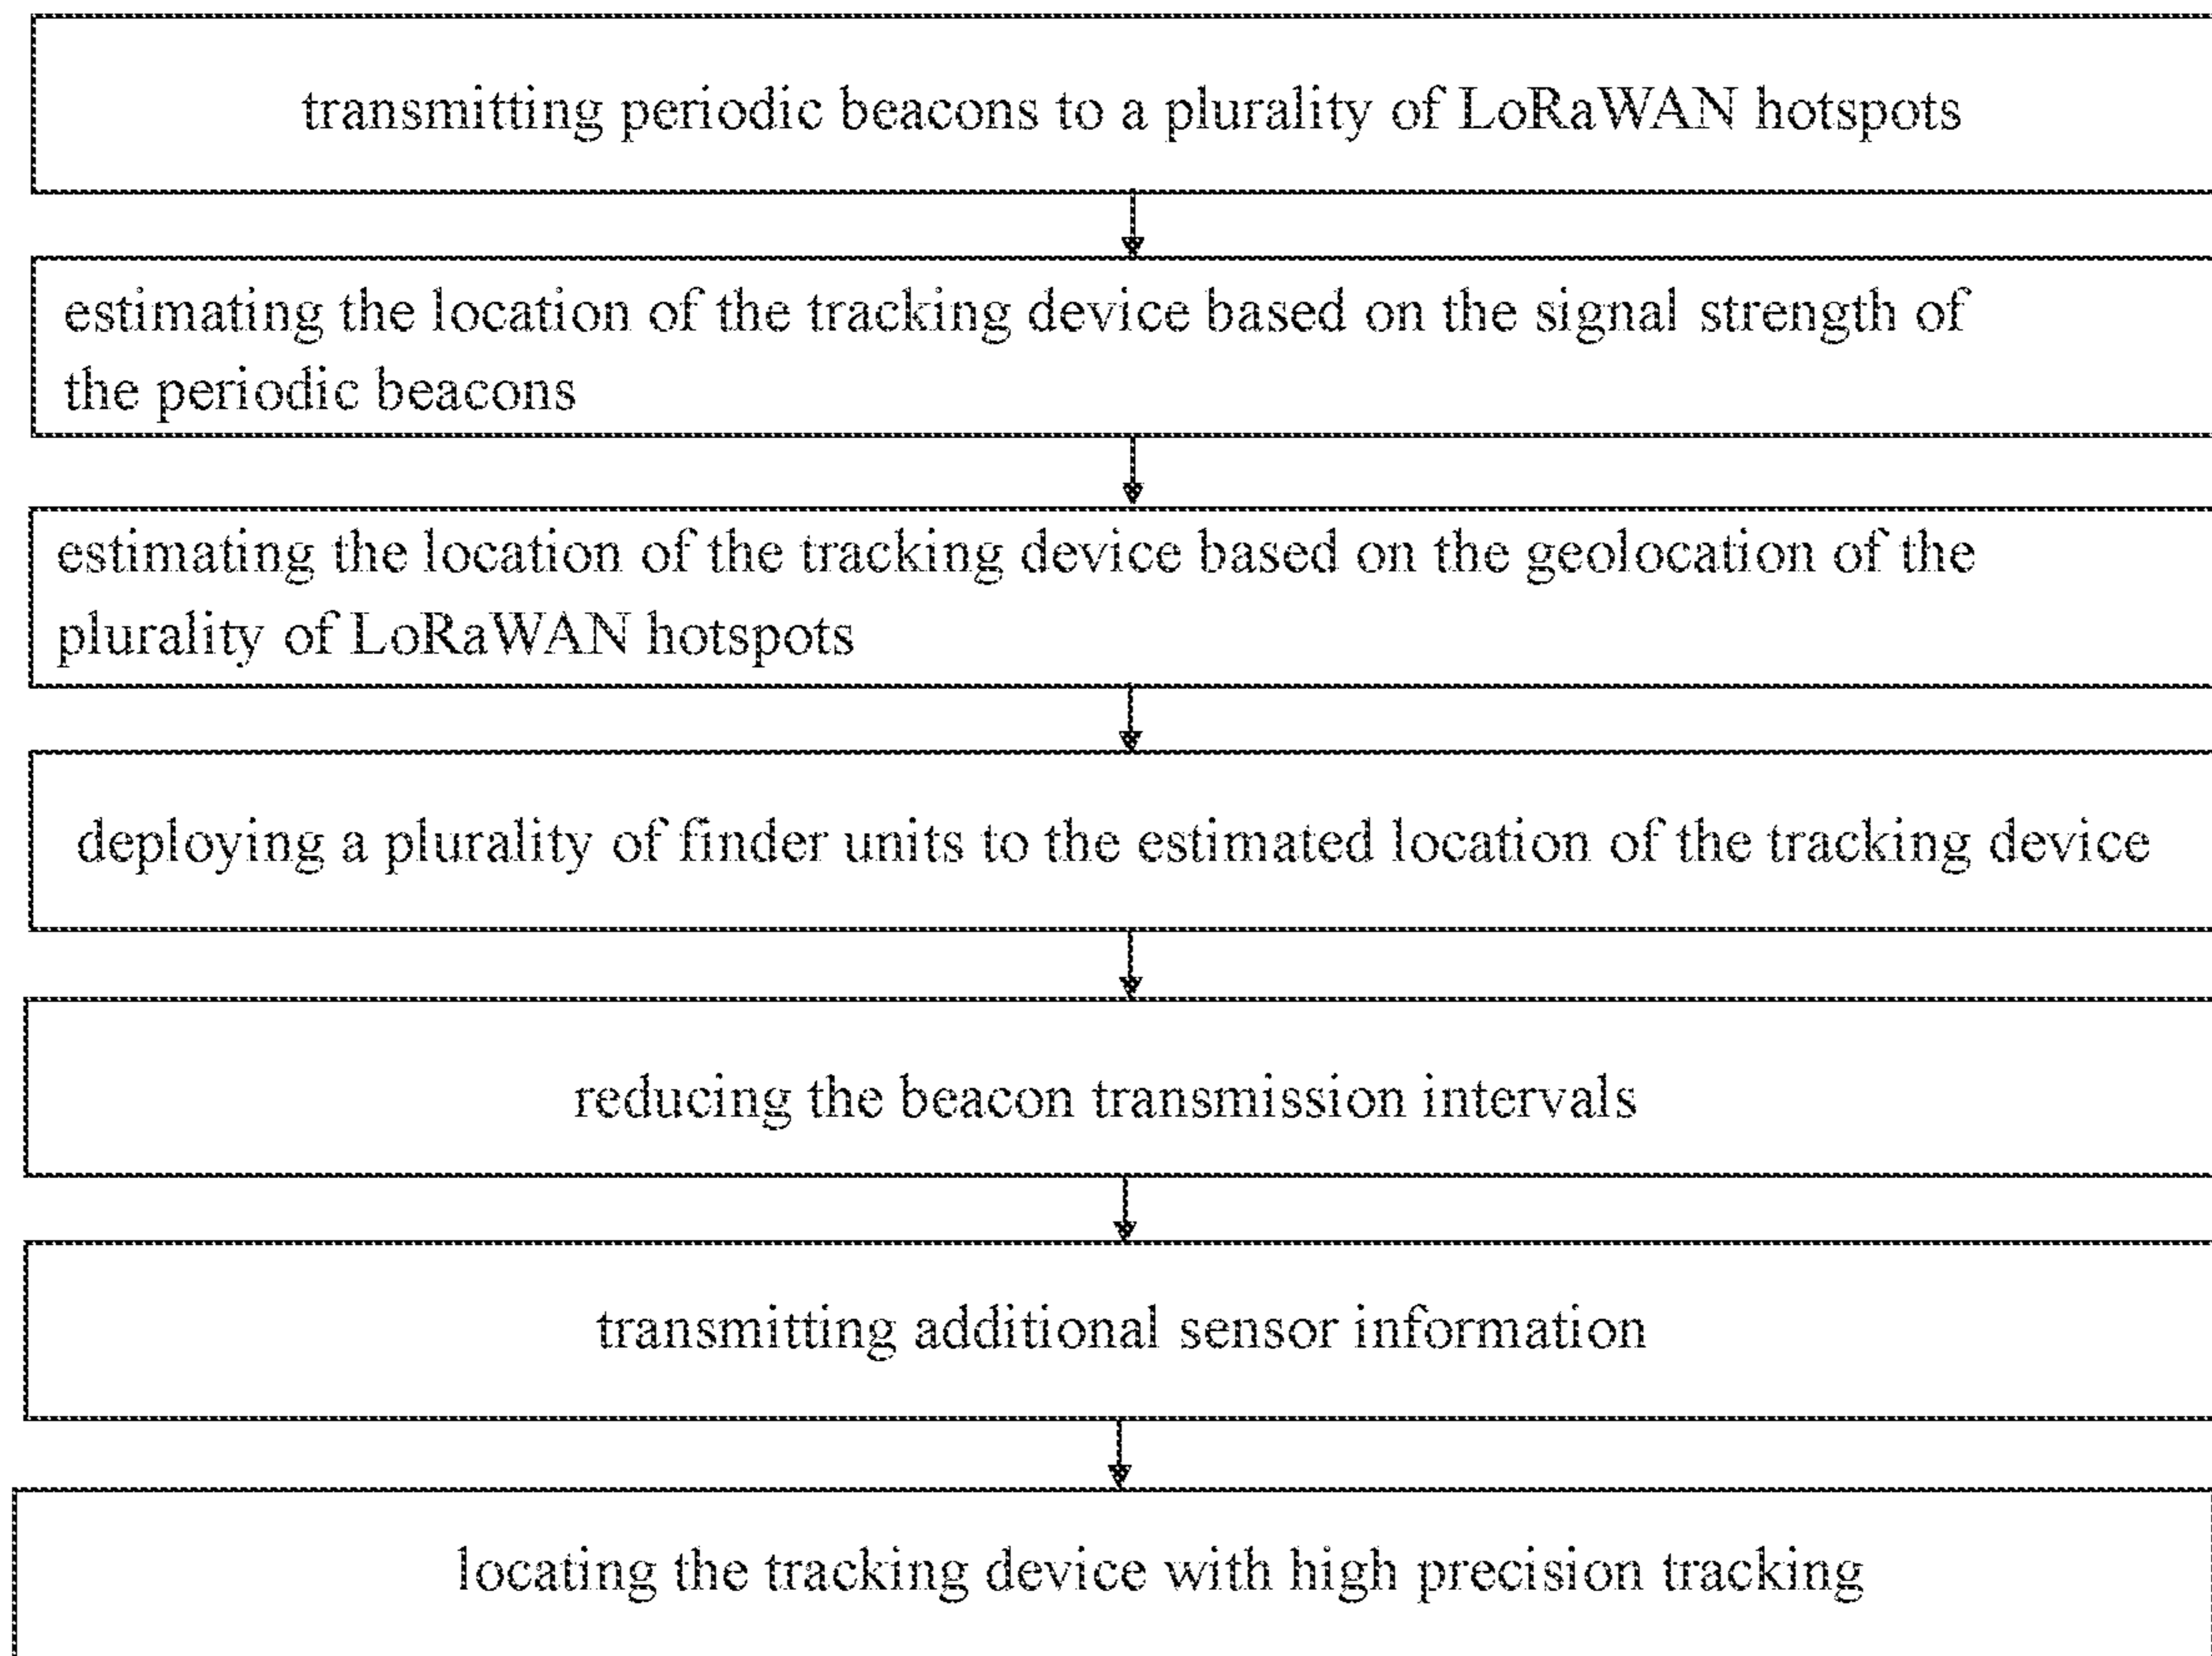 transmitting periodic beacons to a plurality of LoRaWAN hotspots
estimating the location of the tracking device based on the signal strength of
the periodic beacons
estimating the location of the tracking device based on the geolocation of the
plurality of LoRaWAN hotspots
deploying a plurality of finder units to the estimated location of the tracking device
reducing the beacon transmission intervals
transmitting additional sensor information
locating the tracking device with high precision tracking